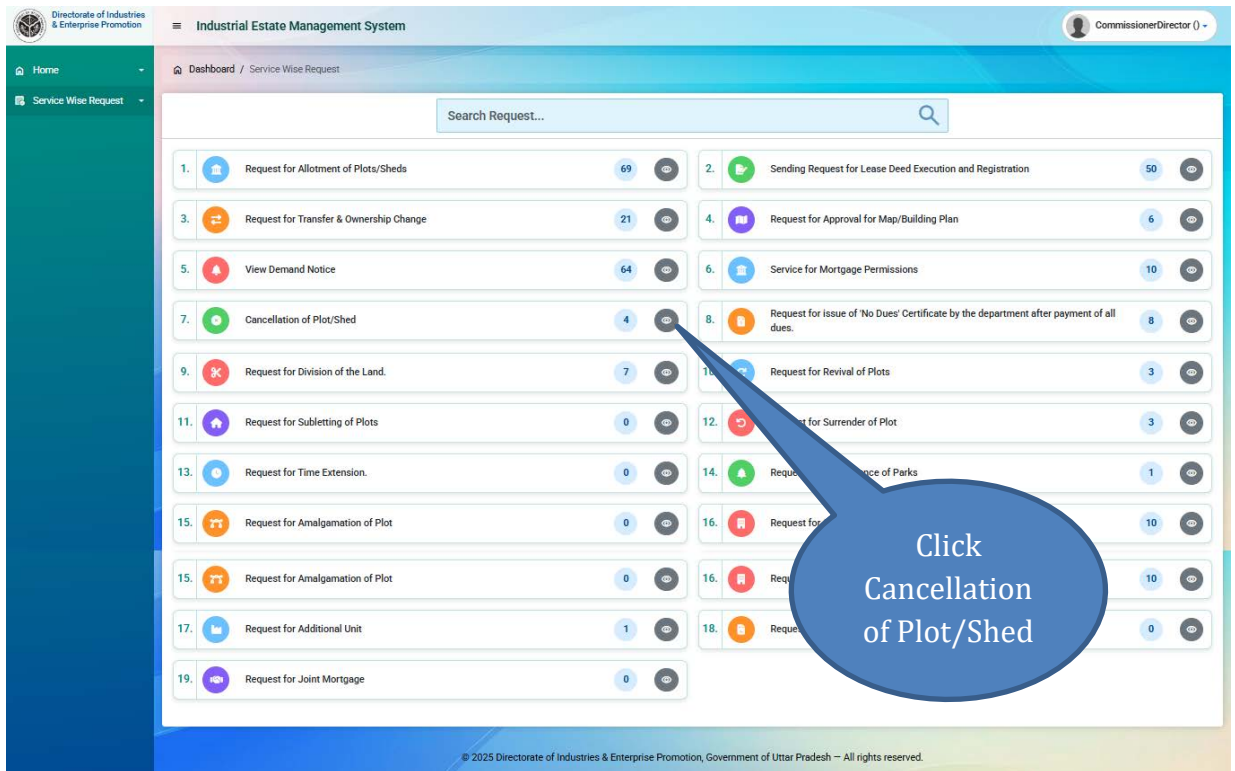 Directorate of Industries
& Enterprise Promotion
Industrial Estate Management System
CommissionerDirector ()
Home
Dashboard / Service Wise Request
Service Wise Request
Search Request...
1. Request for Allotment of Plots/Sheds 69
2. Sending Request for Lease Deed Execution and Registration 50
3. Request for Transfer & Ownership Change 21
4. Request for Approval for Map/Building Plan 6
5. View Demand Notice 64
6. Service for Mortgage Permissions 10
7. Cancellation of Plot/Shed 4
8. Request for issue of 'No Dues' Certificate by the department after payment of all
dues. 8
9. Request for Division of the Land. 7
Request for Revival of Plots 3
11. Request for Subletting of Plots 0
12. for Surrender of Plot 3
13. Request for Time Extension. 0
14. of Parks 1
15. Request for Amalgamation of Plot 0
16. Request for 10
15. Request for Amalgamation of Plot 0
16. 10
17. Request for Additional Unit 1
18. 0
19. Request for Joint Mortgage 0
Click
Cancellation
of Plot/Shed
© 2025 Directorate of Industries & Enterprise Promotion, Government of Uttar Pradesh — All rights reserved.